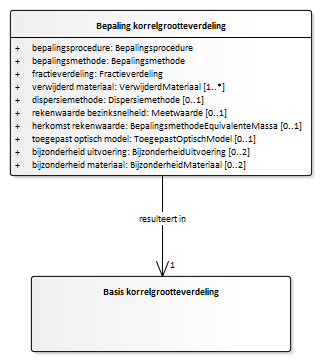 Bepaling korrelgrootteverdeling
+ bepalingsprocedure: Bepalingsprocedure
+ bepalingsmethode: Bepalingsmethode
+ fractieverdeling: Fractieverdeling
+ verwijderd materiaal: VerwijderdMateriaal [1..*]
+ dispersiemethode: Dispersiemethode [0..1]
+ rekenwaarde bezinksnelheid: Meetwaarde [0..1]
+ herkomst rekenwaarde: BepalingsmethodeEquivalenteMassa [0..1]
+ toegepast optisch model: ToegepastOptischModel [0..1]
+ bijzonderheid uitvoering: BijzonderheidUitvoering [0..2]
+ bijzonderheid materiaal: BijzonderheidMateriaal [0..2]
resulteert in
1
Basis korrelgrootteverdeling